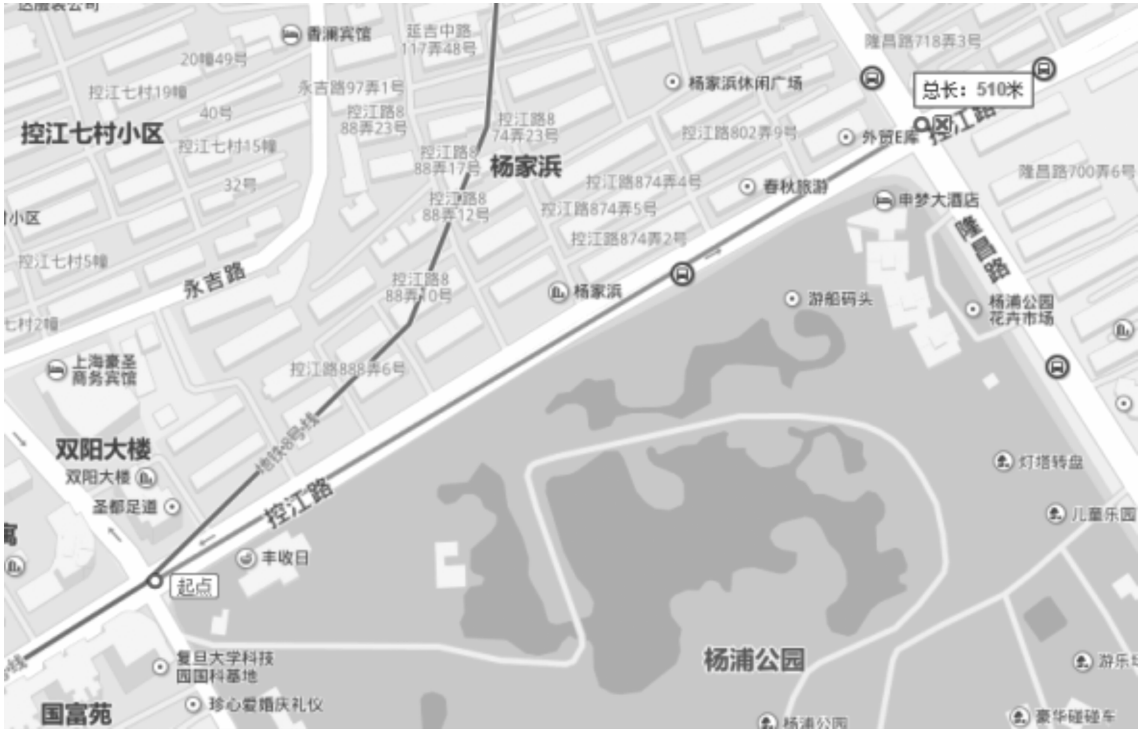 香澜宾馆
延吉中路
117弄48号
隆昌路718弄3号
20幢49号
永吉路97弄1号
杨家浜休闲广场
总长：510米
控江七村19幢
40号
控江路8
88弄23号
控江路8
74弄23号
控江路802弄9号
外贸E库
控江路
控江七村小区
控江七村15幢
控江路8
88弄17号
杨家浜
控江路874弄4号
春秋旅游
隆昌路700弄6号
32号
控江路8
88弄12号
控江路874弄5号
申梦大酒店
小区
控江路874弄2号
隆昌路
控江七村5幢
永吉路
控江路8
88弄10号
杨家浜
游船码头
杨浦公园
花卉市场
七村2幢
上海豪圣
商务宾馆
控江路888弄6号
双阳大楼
双阳大楼
地铁8号线
灯塔转盘
圣都足道
控江路
儿童乐园
寓
丰收日
起点
号线
复旦大学科技
园国科基地
杨浦公园
游乐场
国富苑
珍心爱婚庆礼仪
杨浦公园
豪华碰碰车